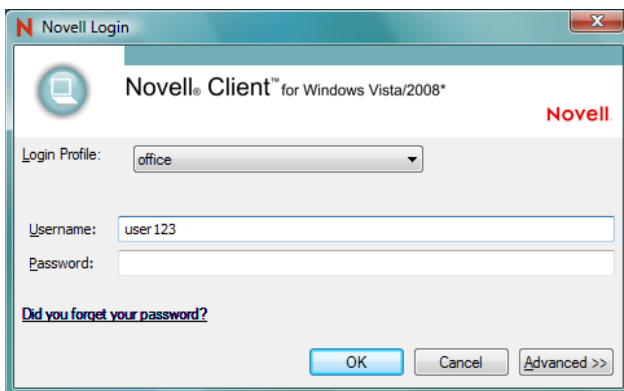 N Novell Login
Novell® Client™ for Windows Vista/2008*
Novell.
Login Profile: office
Username: user123
Password:
Did you forget your password?
OK Cancel Advanced >>